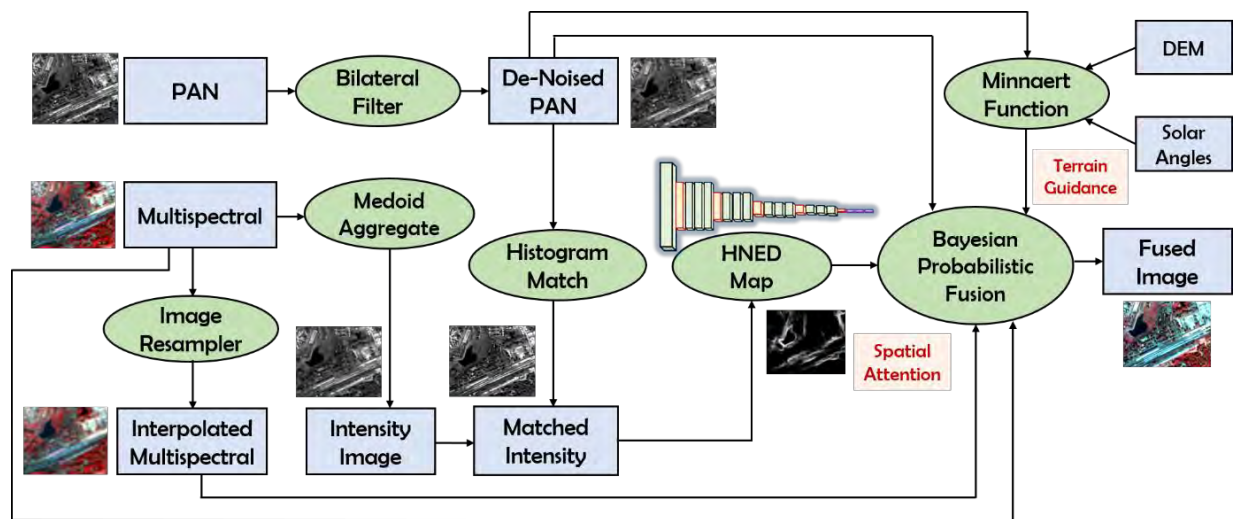 PAN
Bilateral
Filter
De-Noised
PAN
Minnaert
Function
DEM
Solar
Angles
Terrain
Guidance
Multispectral
Medoid
Aggregate
Histogram
Match
HNED
Map
Bayesian
Probabilistic
Fusion
Fused
Image
Image
Resampler
Spatial
Attention
Interpolated
Multispectral
Intensity
Image
Matched
Intensity